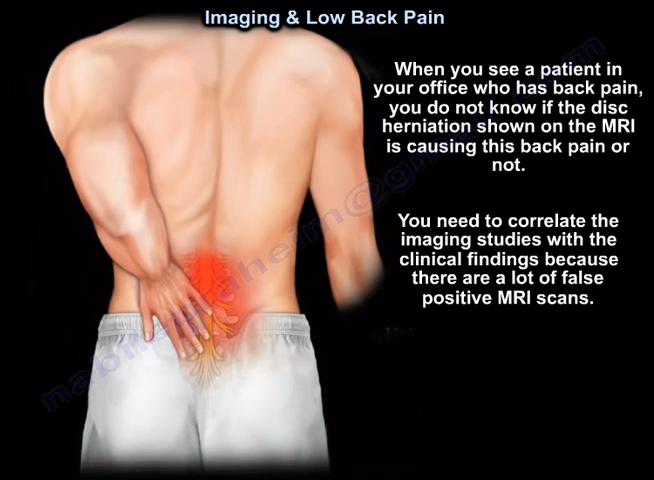 Imaging & Low Back Pain
When you see a patient in
your office who has back pain,
you do not know if the disc
herniation shown on the MRI
is causing this back pain or
not.
You need to correlate the
imaging studies with the
clinical findings because
there are a lot of false
positive MRI scans.